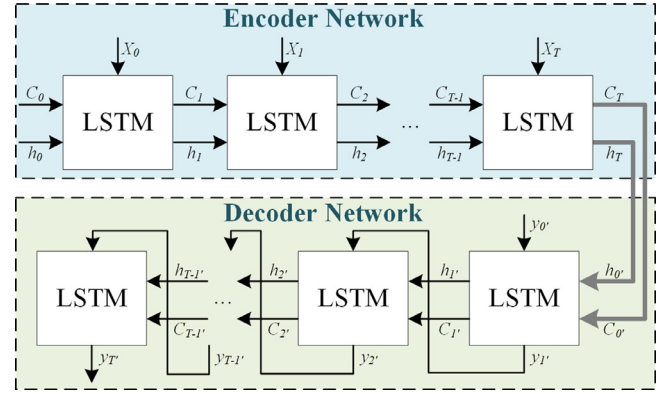 Encoder Network
X0 X1 XT
C0 C1 C2 CT-1 CT
LSTM LSTM ... LSTM
h0 h1 h2 hT-1 hT
Decoder Network
y0'
hT-1' h2' h1' h0'
LSTM ... LSTM LSTM
CT-1' C2' C1' C0'
yT' yT-1' y2' y1'